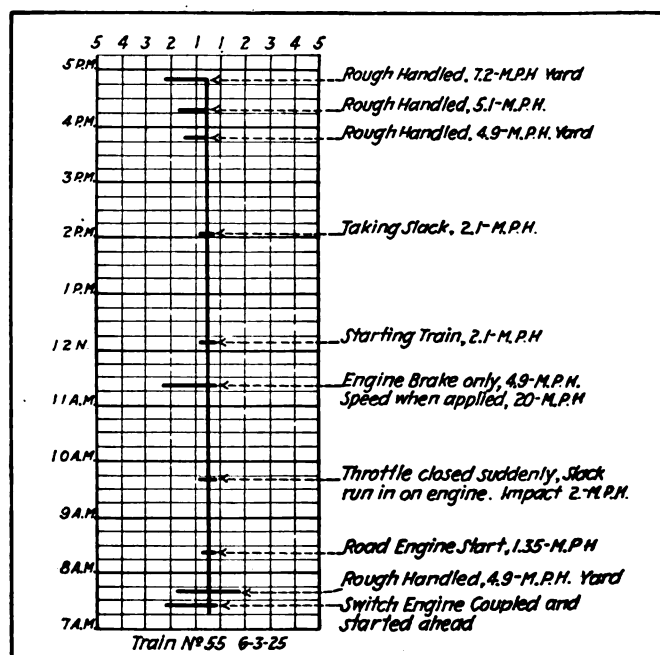 5 4 3 2 1 1 2 3 4 5
5 P.M.
Rough Handled, 7.2-M.P.H Yard
Rough Handled, 5.1-M.P.H.
4 P.M.
Rough Handled, 4.9-M.P.H. Yard
3 P.M.
Taking Slack, 2.1-M.P.H.
2 P.M.
1 P.M.
Starting Train, 2.1-M.P.H
12 N.
Engine Brake only, 4.9-M.P.H.
Speed when applied, 20-M.P.H
11 A.M.
10 A.M.
Throttle closed suddenly, Slack
run in on engine. Impact 2-M.P.H.
9 A.M.
Road Engine Start, 1.35-M.P.H
8 A.M.
Rough Handled, 4.9-M.P.H. Yard
Switch Engine Coupled and
started ahead
7 A.M.
Train Nº 55 6-3-25